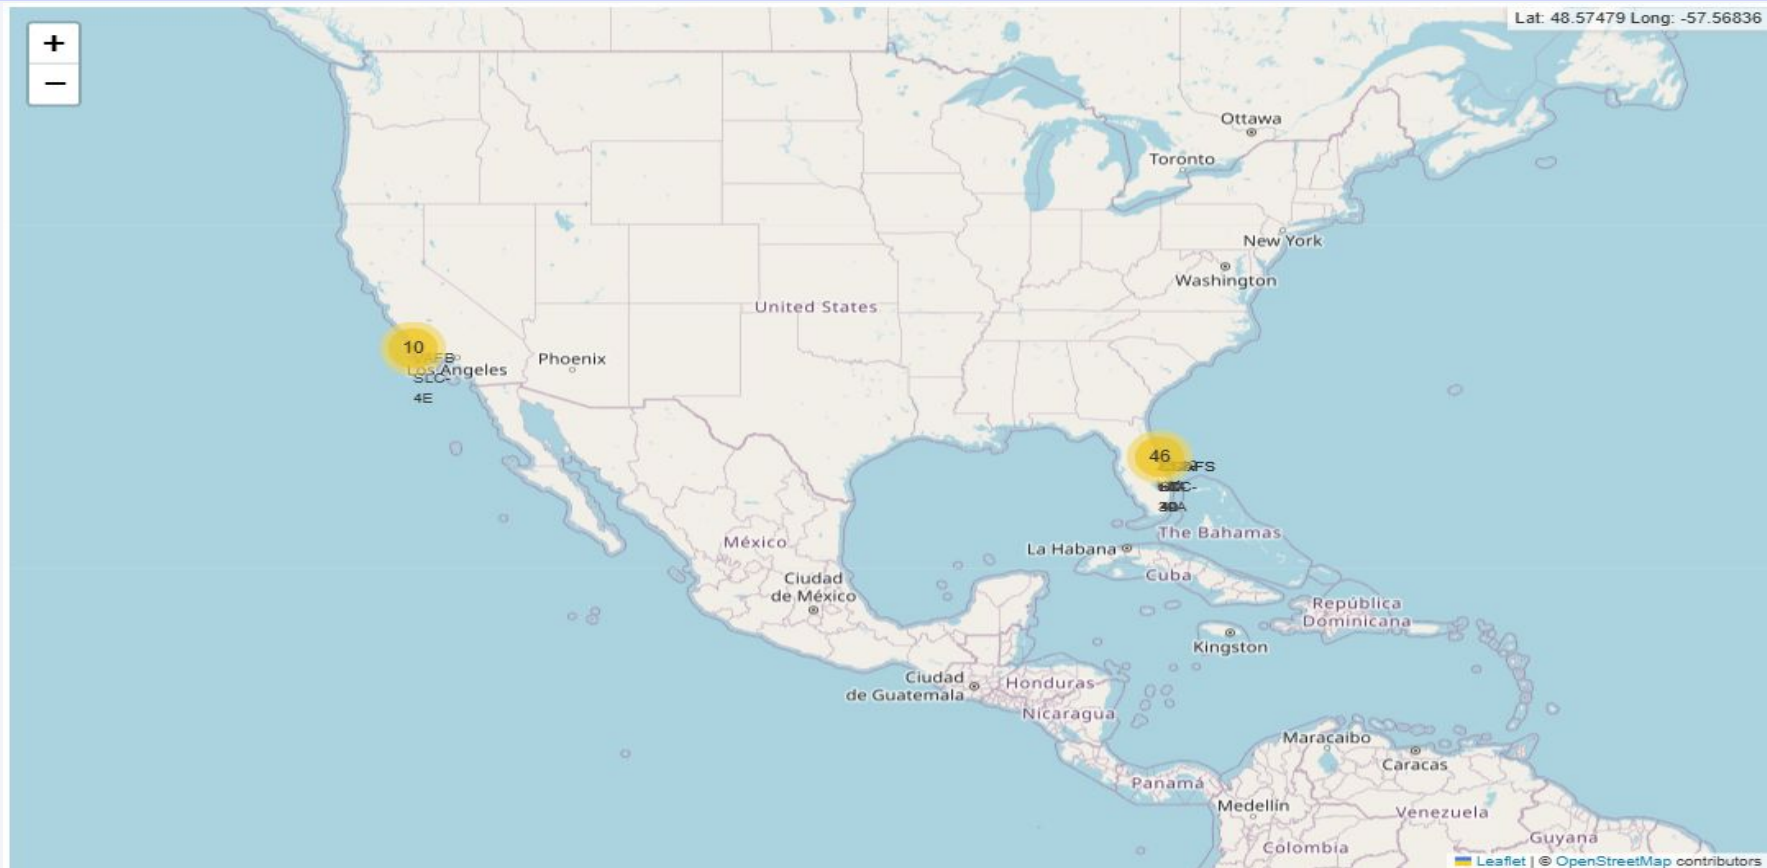 +
Lat: 48.57479 Long: -57.56836
−
Ottawa
Toronto
New York
Washington
United States
10
VAFB
Phoenix
Los Angeles
SLC-
4E
46
México
La Habana
The Bahamas
Cuba
Ciudad
de México
República
Dominicana
Kingston
Ciudad
de Guatemala
Honduras
Nicaragua
Maracaibo
Caracas
Panamá
Medellín
Venezuela
Guyana
Colombia
Leaflet | © OpenStreetMap contributors